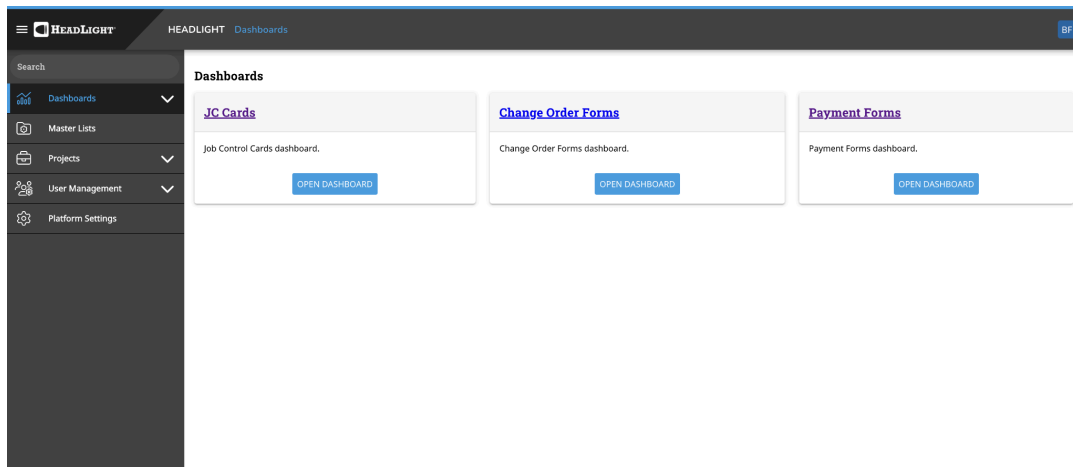 HEADLIGHT
HEADLIGHT Dashboards
BF
Search
Dashboards
Master Lists
Projects
User Management
Platform Settings
Dashboards
JC Cards
Job Control Cards dashboard.
OPEN DASHBOARD
Change Order Forms
Change Order Forms dashboard.
OPEN DASHBOARD
Payment Forms
Payment Forms dashboard.
OPEN DASHBOARD